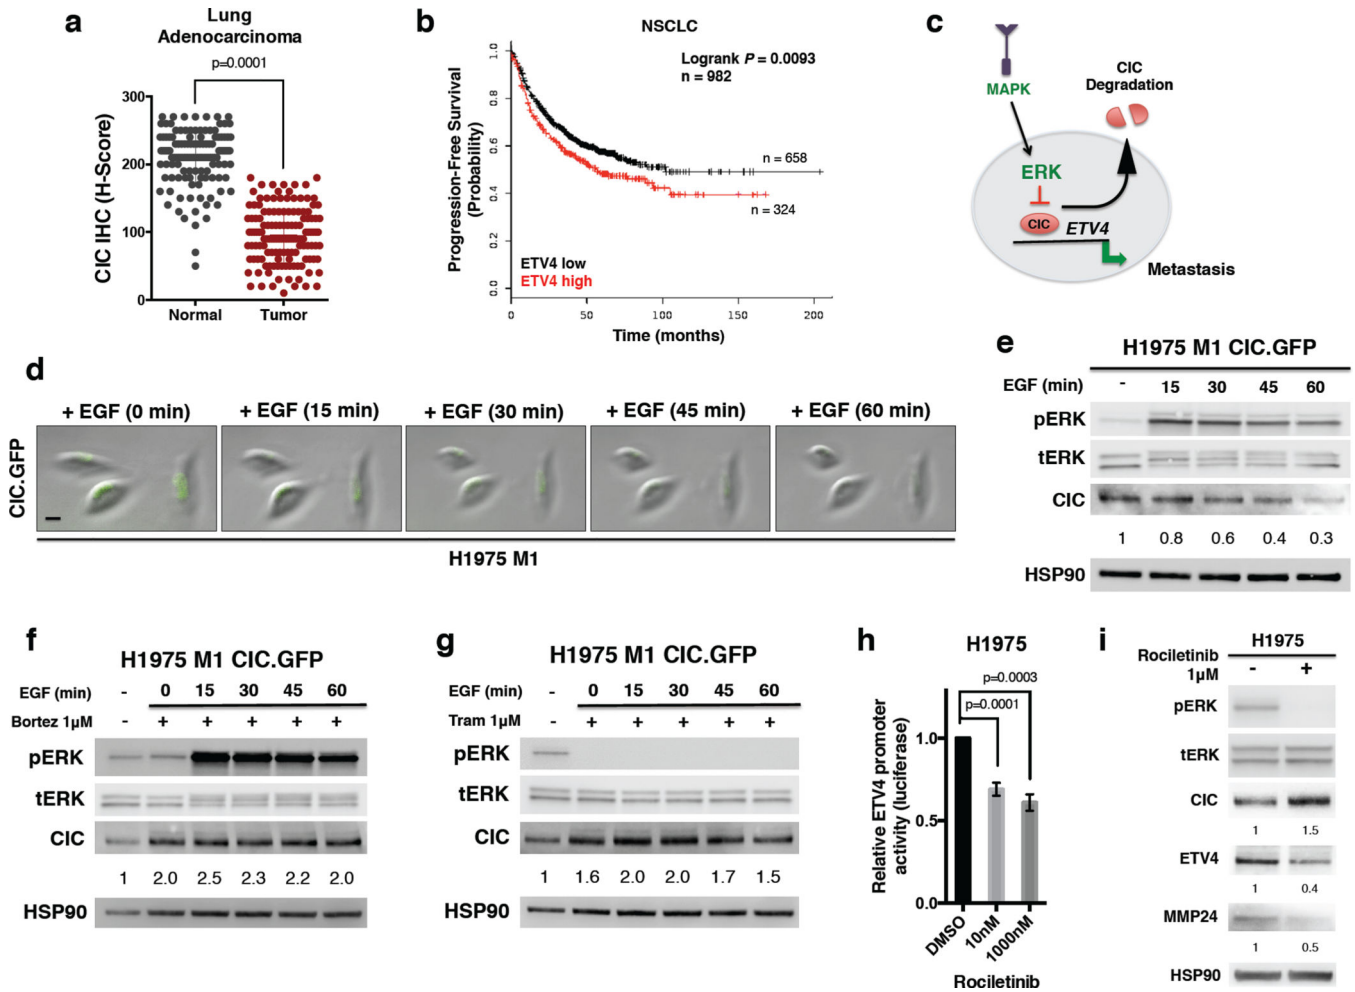 a
Lung
Adenocarcinoma
p=0.0001
CIC IHC (H-Score)
300
200
100
0
Normal
Tumor
b
NSCLC
Logrank P = 0.0093
n = 982
Progression-Free Survival
(Probability)
1.0
0.8
0.6
0.4
0.2
0.0
n = 658
n = 324
ETV4 low
ETV4 high
0 50 100 150 200
Time (months)
c
MAPK
CIC
Degradation
ERK
CIC
ETV4
Metastasis
d
+ EGF (0 min)
+ EGF (15 min)
+ EGF (30 min)
+ EGF (45 min)
+ EGF (60 min)
CIC.GFP
H1975 M1
e
H1975 M1 CIC.GFP
EGF (min) - 15 30 45 60
pERK
tERK
CIC
1 0.8 0.6 0.4 0.3
HSP90
f
H1975 M1 CIC.GFP
EGF (min) - 0 15 30 45 60
Bortez 1µM - + + + + +
pERK
tERK
CIC
1 2.0 2.5 2.3 2.2 2.0
HSP90
g
H1975 M1 CIC.GFP
EGF (min) - 0 15 30 45 60
Tram 1µM - + + + + +
pERK
tERK
CIC
1 1.6 2.0 2.0 1.7 1.5
HSP90
h
H1975
p=0.0003
p=0.0001
Relative ETV4 promoter
activity (luciferase)
1.0
0.5
0.0
DMSO
10nM
1000nM
Rociletinib
i
H1975
Rociletinib
1µM
- +
pERK
tERK
CIC
1 1.5
ETV4
1 0.4
MMP24
1 0.5
HSP90